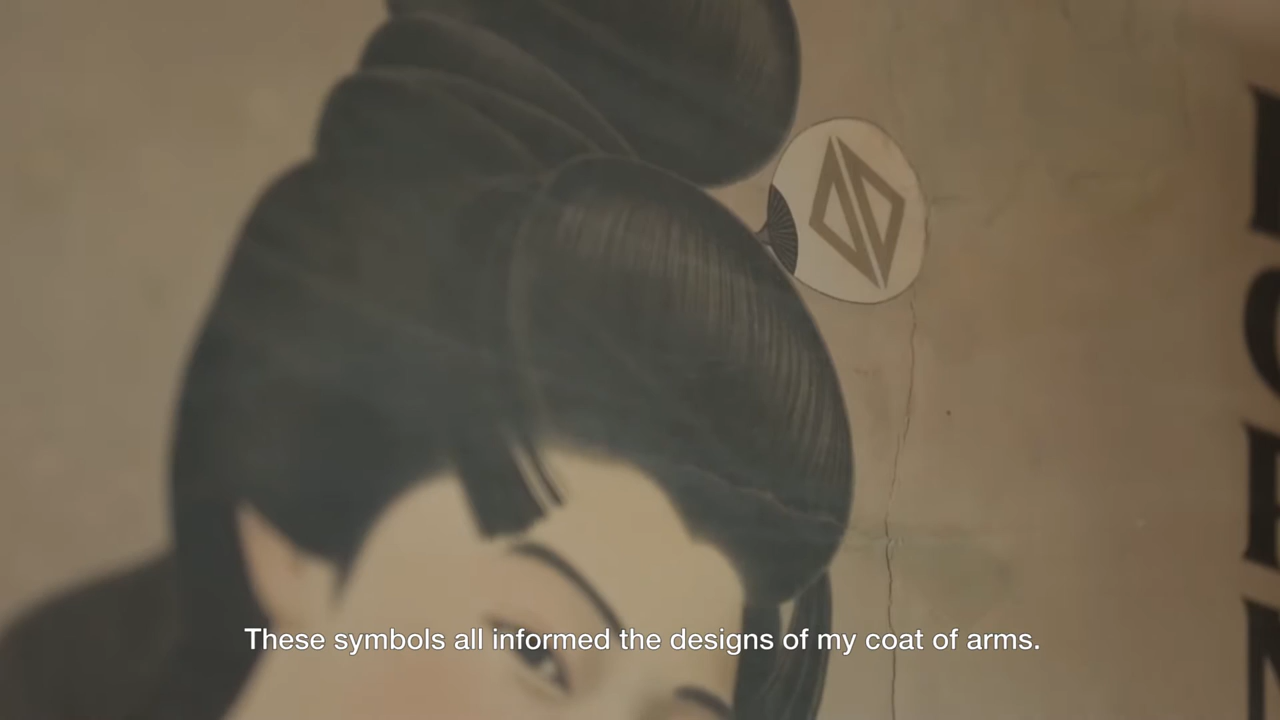 These symbols all informed the designs of my coat of arms.